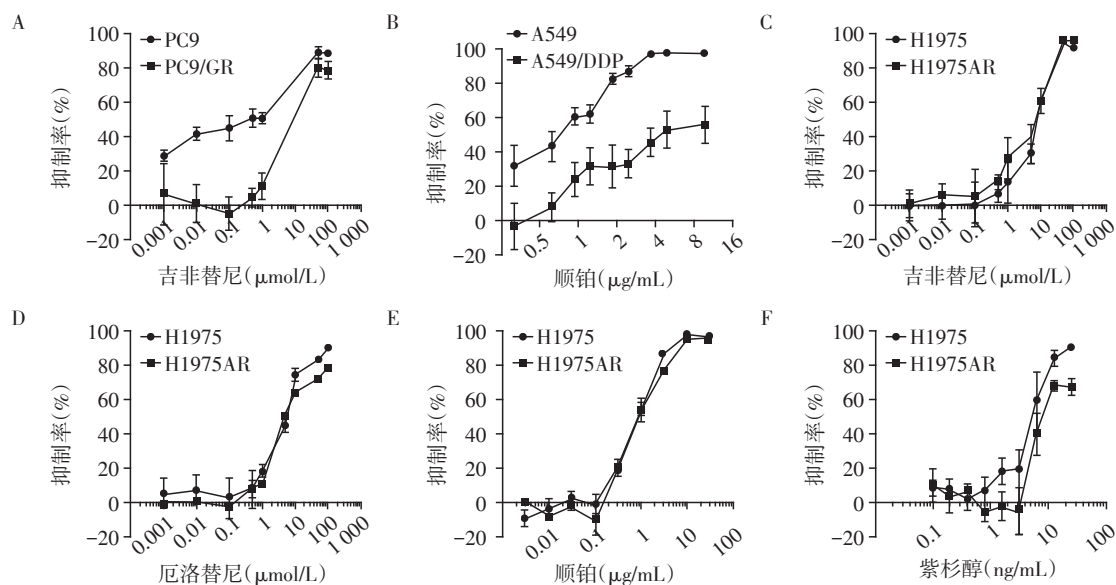 A
PC9
PC9/GR
抑制率(%)
100
80
60
40
20
0
−20
0.001
0.01
0.1
1
10
100
1 000
吉非替尼(μmol/L)
B
A549
A549/DDP
抑制率(%)
100
80
60
40
20
0
−20
0.5
1
2
4
8
16
顺铂(μg/mL)
C
H1975
H1975AR
抑制率(%)
100
80
60
40
20
0
−20
0.001
0.01
0.1
1
10
100
1 000
吉非替尼(μmol/L)
D
H1975
H1975AR
抑制率(%)
100
80
60
40
20
0
−20
0.001
0.01
0.1
1
10
100
1 000
厄洛替尼(μmol/L)
E
H1975
H1975AR
抑制率(%)
100
80
60
40
20
0
−20
0.01
0.1
1
10
100
顺铂(μg/mL)
F
H1975
H1975AR
抑制率(%)
100
80
60
40
20
0
−20
0.1
1
10
100
紫杉醇(ng/mL)